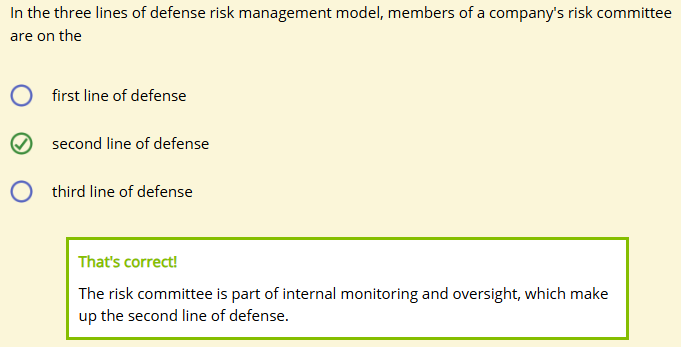 In the three lines of defense risk management model, members of a company's risk committee
are on the
first line of defense
second line of defense
third line of defense
That's correct!
The risk committee is part of internal monitoring and oversight, which make
up the second line of defense.